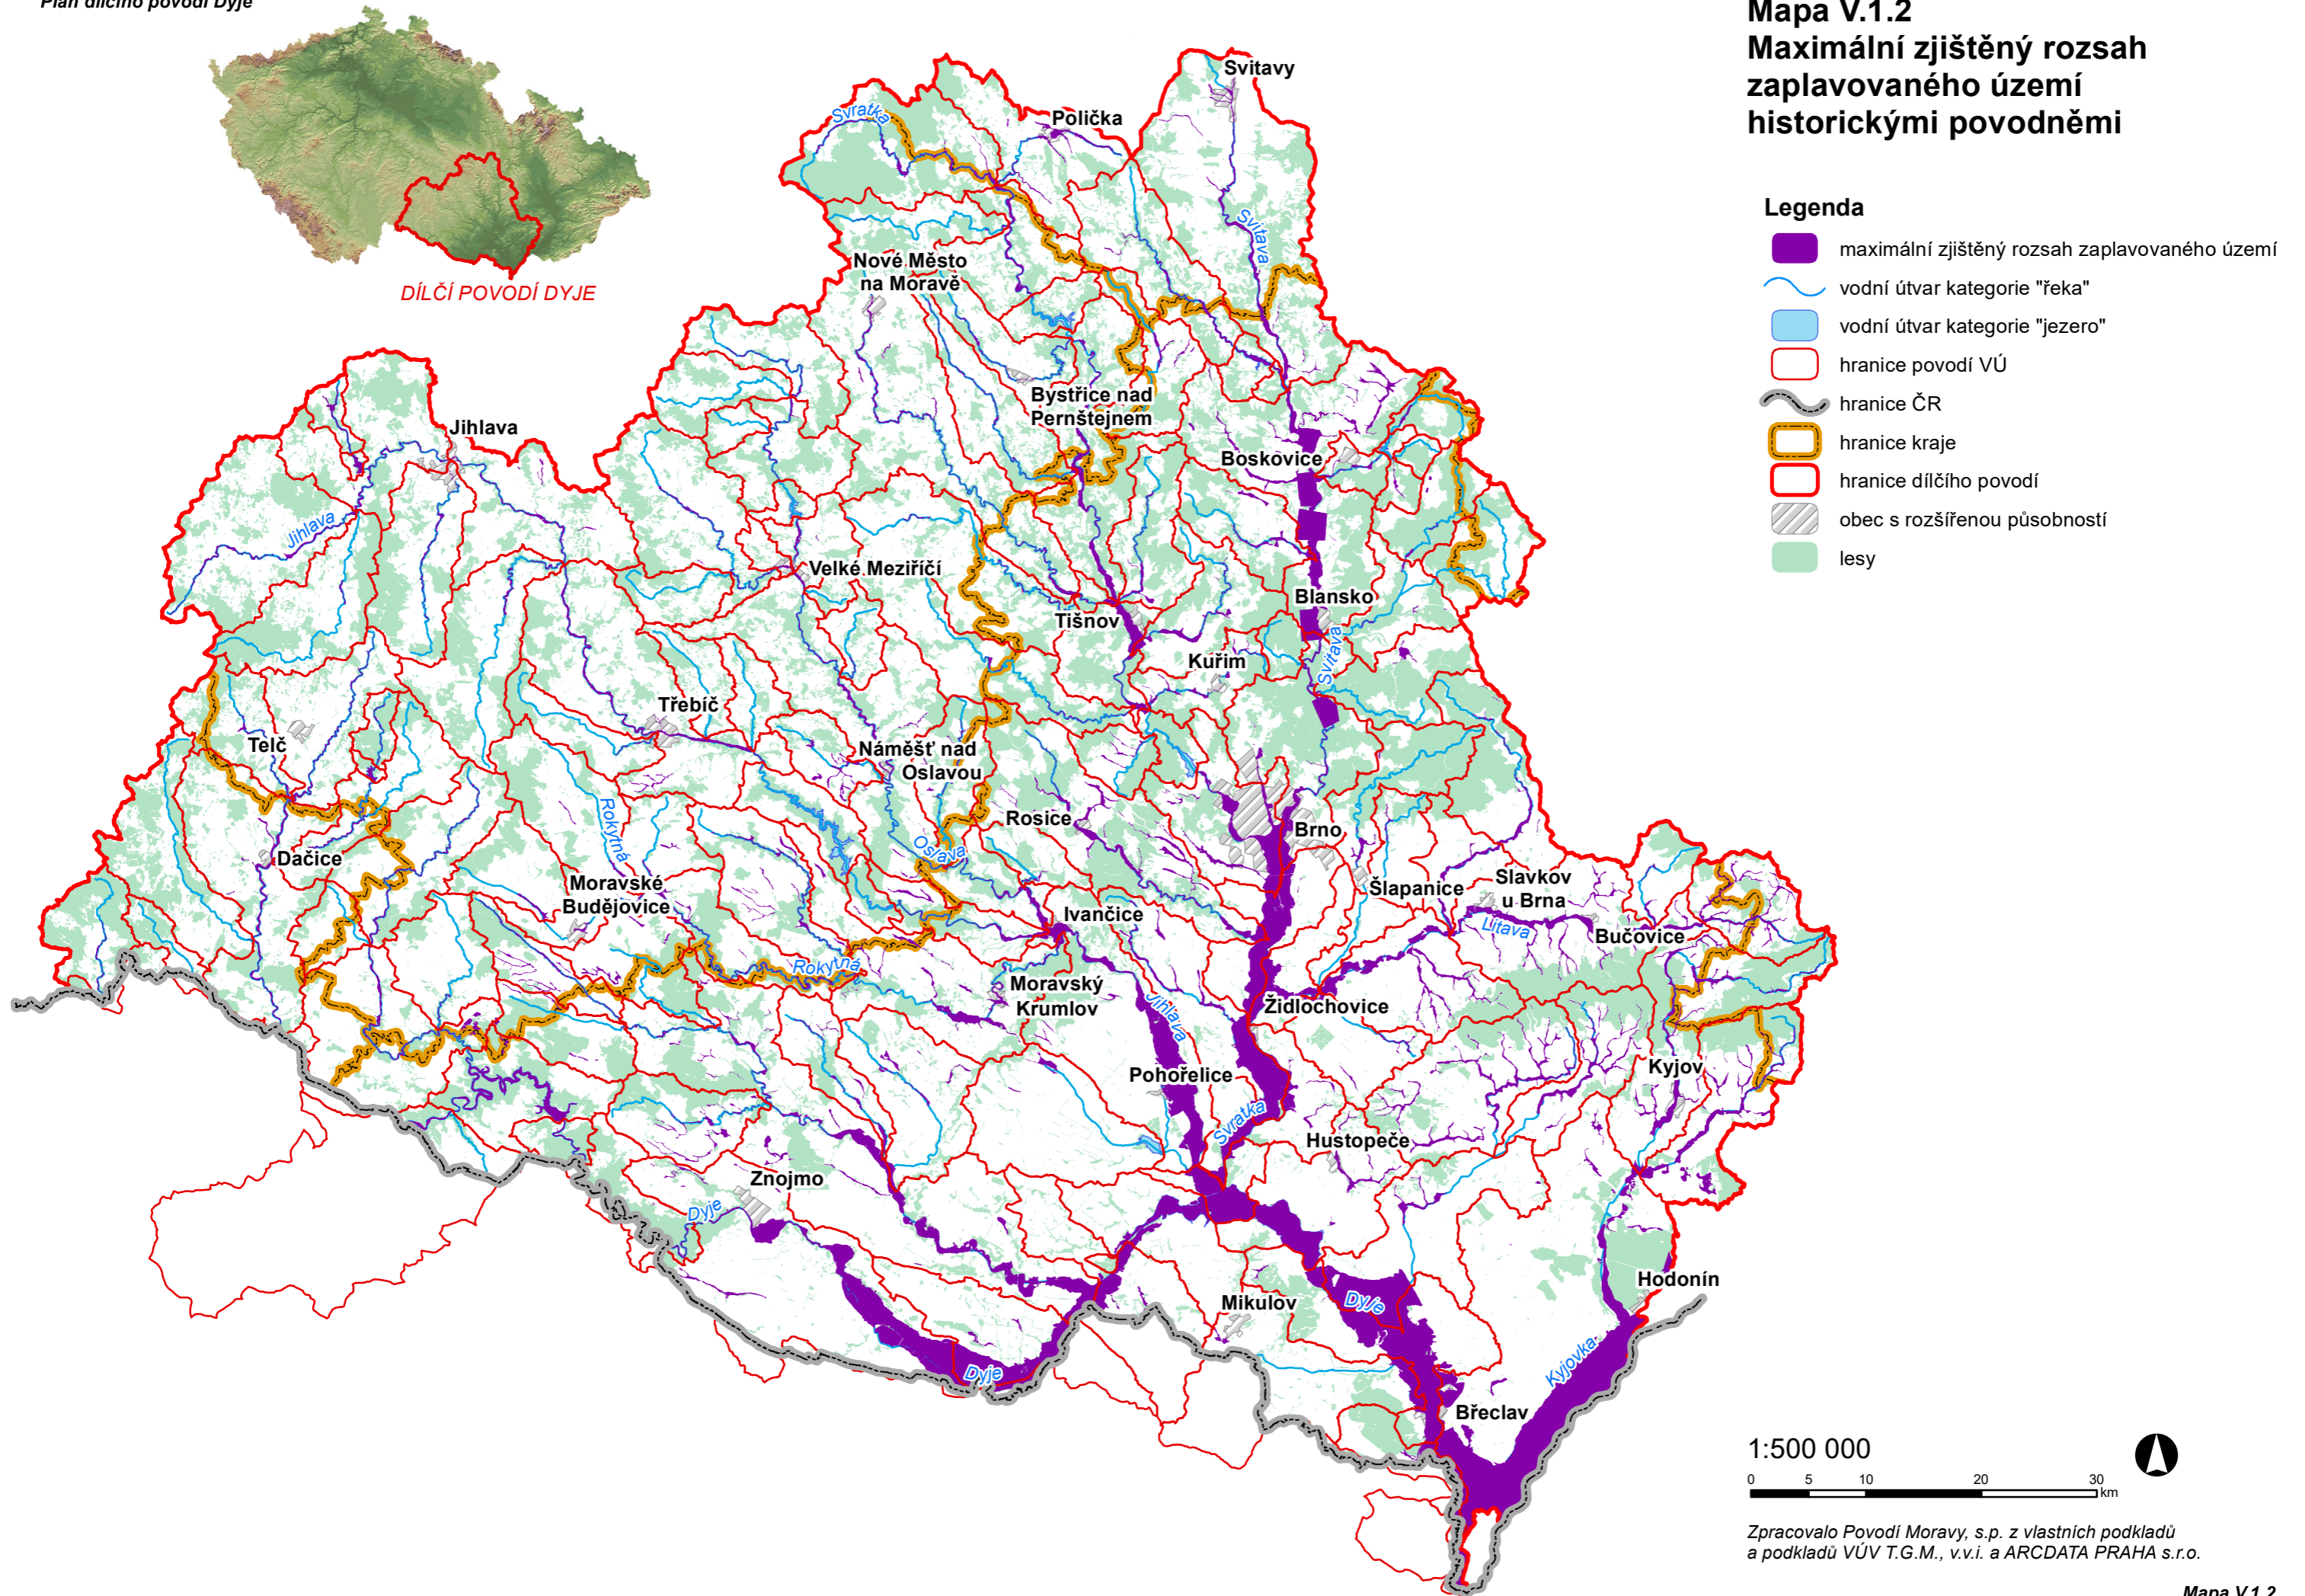 Plán dílčího povodí Dyje
DÍLČÍ POVODÍ DYJE
Mapa V.1.2
Maximální zjištěný rozsah
zaplavovaného území
historickými povodněmi
Legenda
maximální zjištěný rozsah zaplavovaného území
vodní útvar kategorie "řeka"
vodní útvar kategorie "jezero"
hranice povodí VÚ
hranice ČR
hranice kraje
hranice dílčího povodí
obec s rozšířenou působností
lesy
Svitavy
Svratka
Polička
Svitava
Nové Město
na Moravě
Bystřice nad
Pernštejnem
Jihlava
Boskovice
Jihlava
Velké Meziříčí
Blansko
Tišnov
Svitava
Kuřim
Třebíč
Telč
Náměšť nad
Oslavou
Rokytná
Rosice
Brno
Oslava
Dačice
Moravské
Budějovice
Šlapanice
Slavkov
u Brna
Ivančice
Litava
Bučovice
Rokytná
Moravský
Krumlov
Jihlava
Židlochovice
Pohořelice
Kyjov
Svratka
Hustopeče
Znojmo
Dyje
Hodonín
Mikulov
Dyje
Dyje
Kyjovka
Břeclav
1:500 000
0 5 10 20 30
km
Zpracovalo Povodí Moravy, s.p. z vlastních podkladů
a podkladů VÚV T.G.M., v.v.i. a ARCDATA PRAHA s.r.o.
Mapa V.1.2